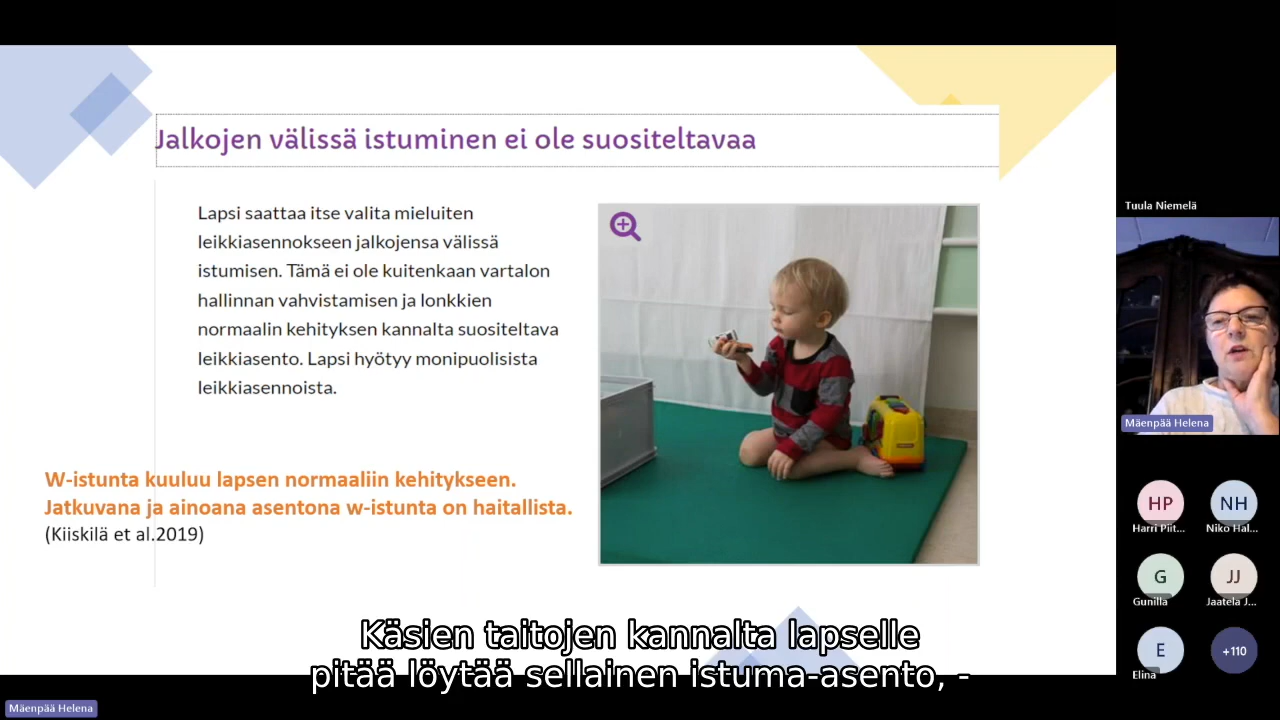 Jalkojen välissä istuminen ei ole suositeltavaa
Lapsi saattaa itse valita mieluiten
leikkiasennokseen jalkojensa välissä
istumisen. Tämä ei ole kuitenkaan vartalon
hallinnan vahvistamisen ja lonkkien
normaalin kehityksen kannalta suositeltava
leikkiasento. Lapsi hyötyy monipuolisista
leikkiasennoista.
W-istunta kuuluu lapsen normaaliin kehitykseen.
Jatkuvana ja ainoana asentona w-istunta on haitallista.
(Kiiskilä et al.2019)
Käsien taitojen kannalta lapselle
pitää löytää sellainen istuma-asento, -
Mäenpää Helena
Tuula Niemelä
Mäenpää Helena
HP
Harri Piit...
NH
Niko Hal...
G
Gunilla
JJ
Jaatela J...
E
Elina
+110